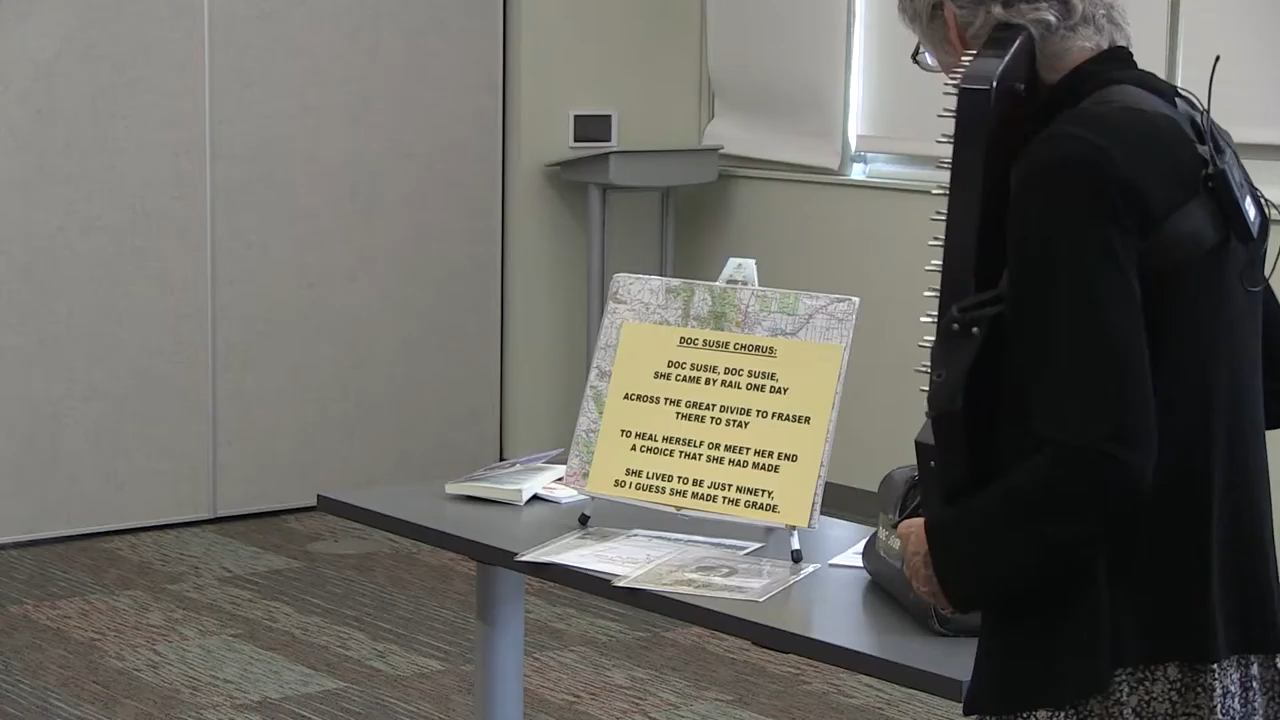 DOC SUSIE CHORUS:
DOC SUSIE, DOC SUSIE,
SHE CAME BY RAIL ONE DAY
ACROSS THE GREAT DIVIDE TO FRASER
THERE TO STAY
TO HEAL HERSELF OR MEET HER END
A CHOICE THAT SHE HAD MADE
SHE LIVED TO BE JUST NINETY,
SO I GUESS SHE MADE THE GRADE.
DOC SUSIE